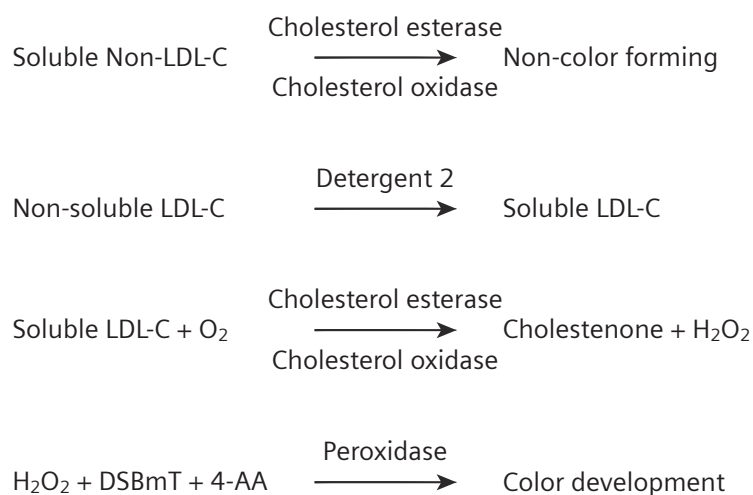 Cholesterol esterase
Soluble Non-LDL-C Non-color forming
Cholesterol oxidase
Detergent 2
Non-soluble LDL-C Soluble LDL-C
Cholesterol esterase
Soluble LDL-C + O₂ Cholestenone + H₂O₂
Cholesterol oxidase
Peroxidase
H₂O₂ + DSBmT + 4-AA Color development